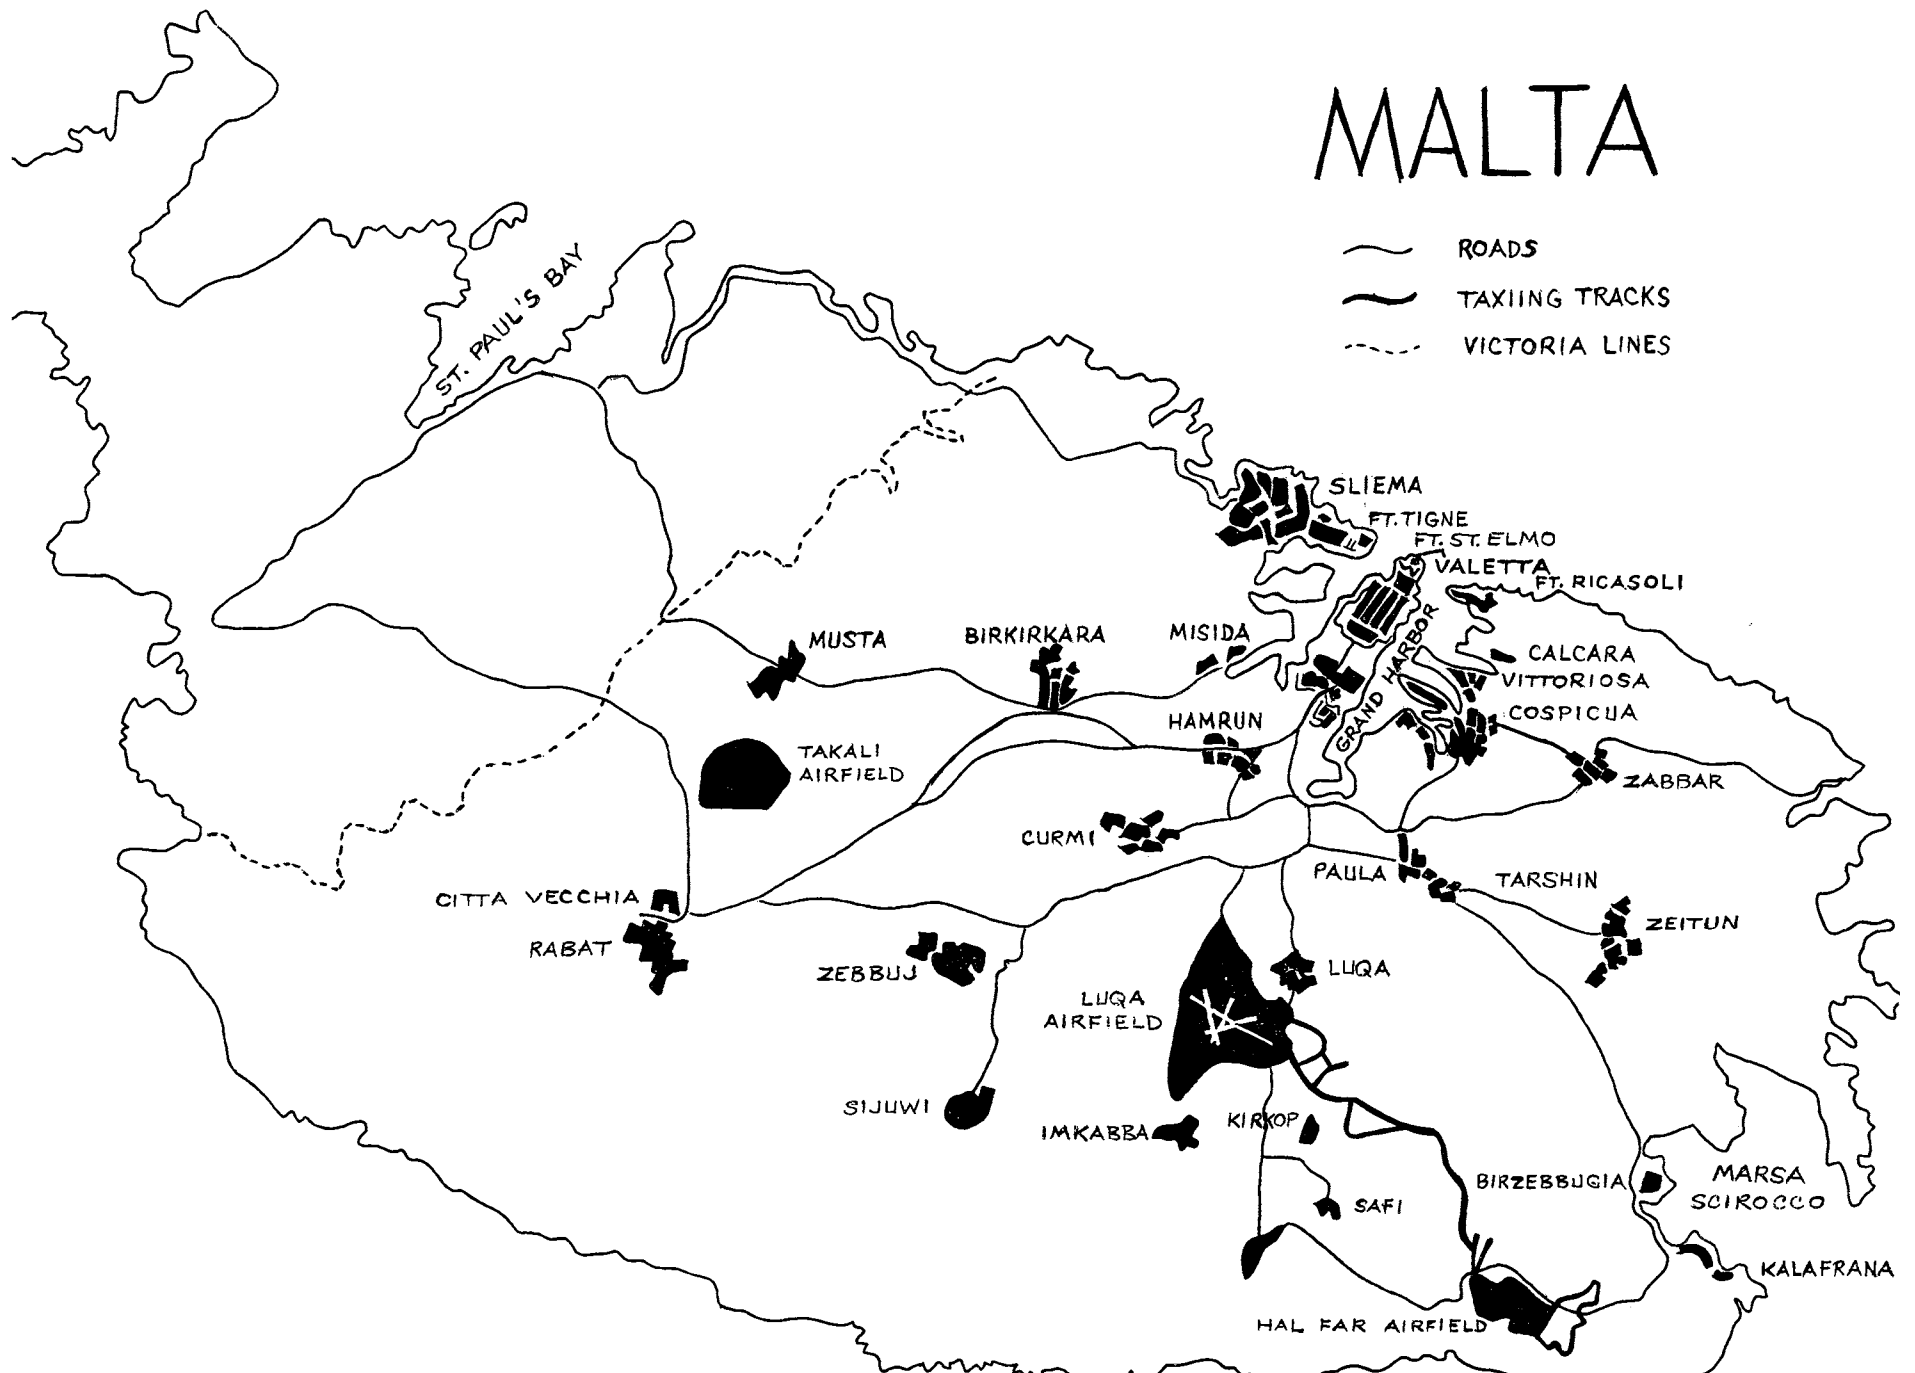 MALTA
ROADS
TAXIING TRACKS
VICTORIA LINES
ST. PAUL'S BAY
SLIEMA
FT. TIGNE
FT. ST. ELMO
VALETTA
FT. RICASOLI
GRAND HARBOR
MUSTA
BIRKIRKARA
MISIDA
CALCARA
VITTORIOSA
COSPICUA
HAMRUN
TAKALI
AIRFIELD
ZABBAR
CURMI
PAULA
TARSHIN
CITTA VECCHIA
RABAT
ZEBBUJ
ZEITUN
LUQA
LUQA
AIRFIELD
SIJUWI
IMKABBA
KIRKOP
SAFI
BIRZEBBUGIA
MARSA
SCIROCCO
KALAFRANA
HAL FAR AIRFIELD